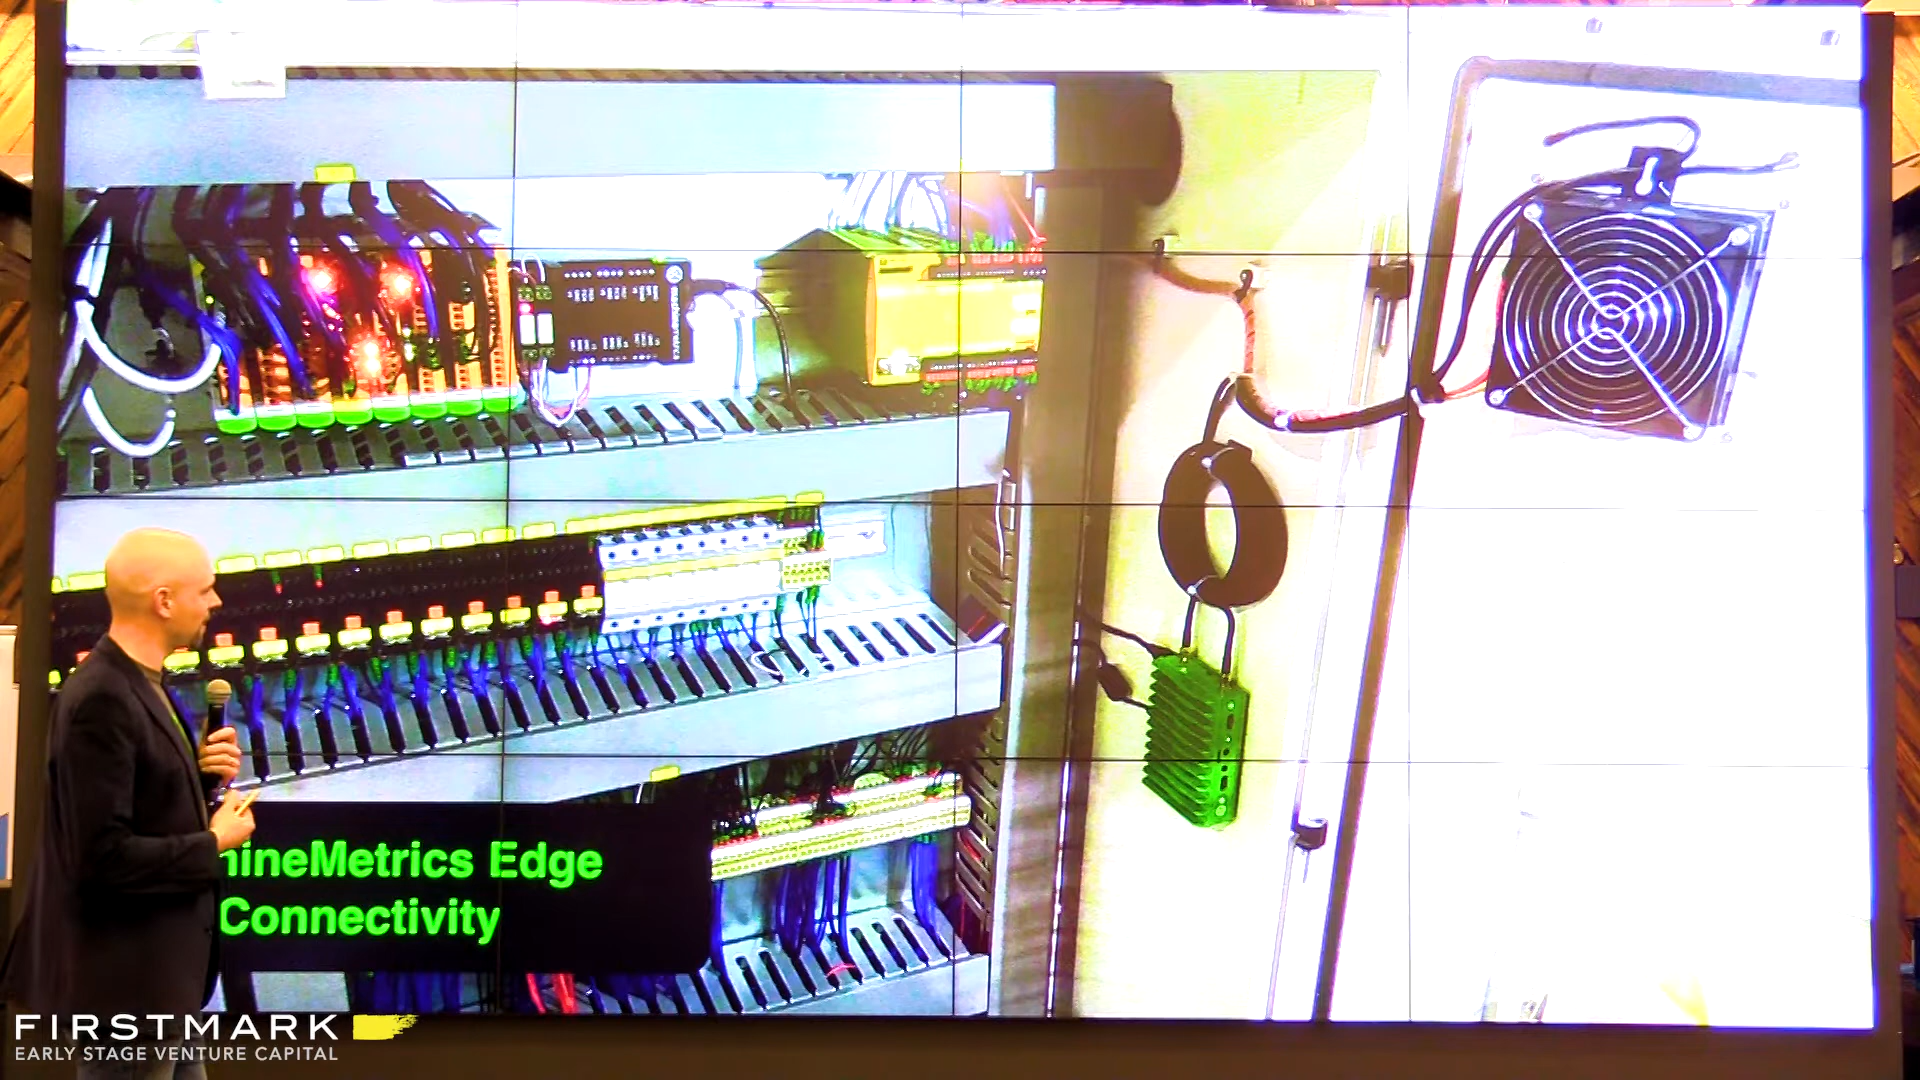 hineMetrics Edge
Connectivity
FIRSTMARK
EARLY STAGE VENTURE CAPITAL